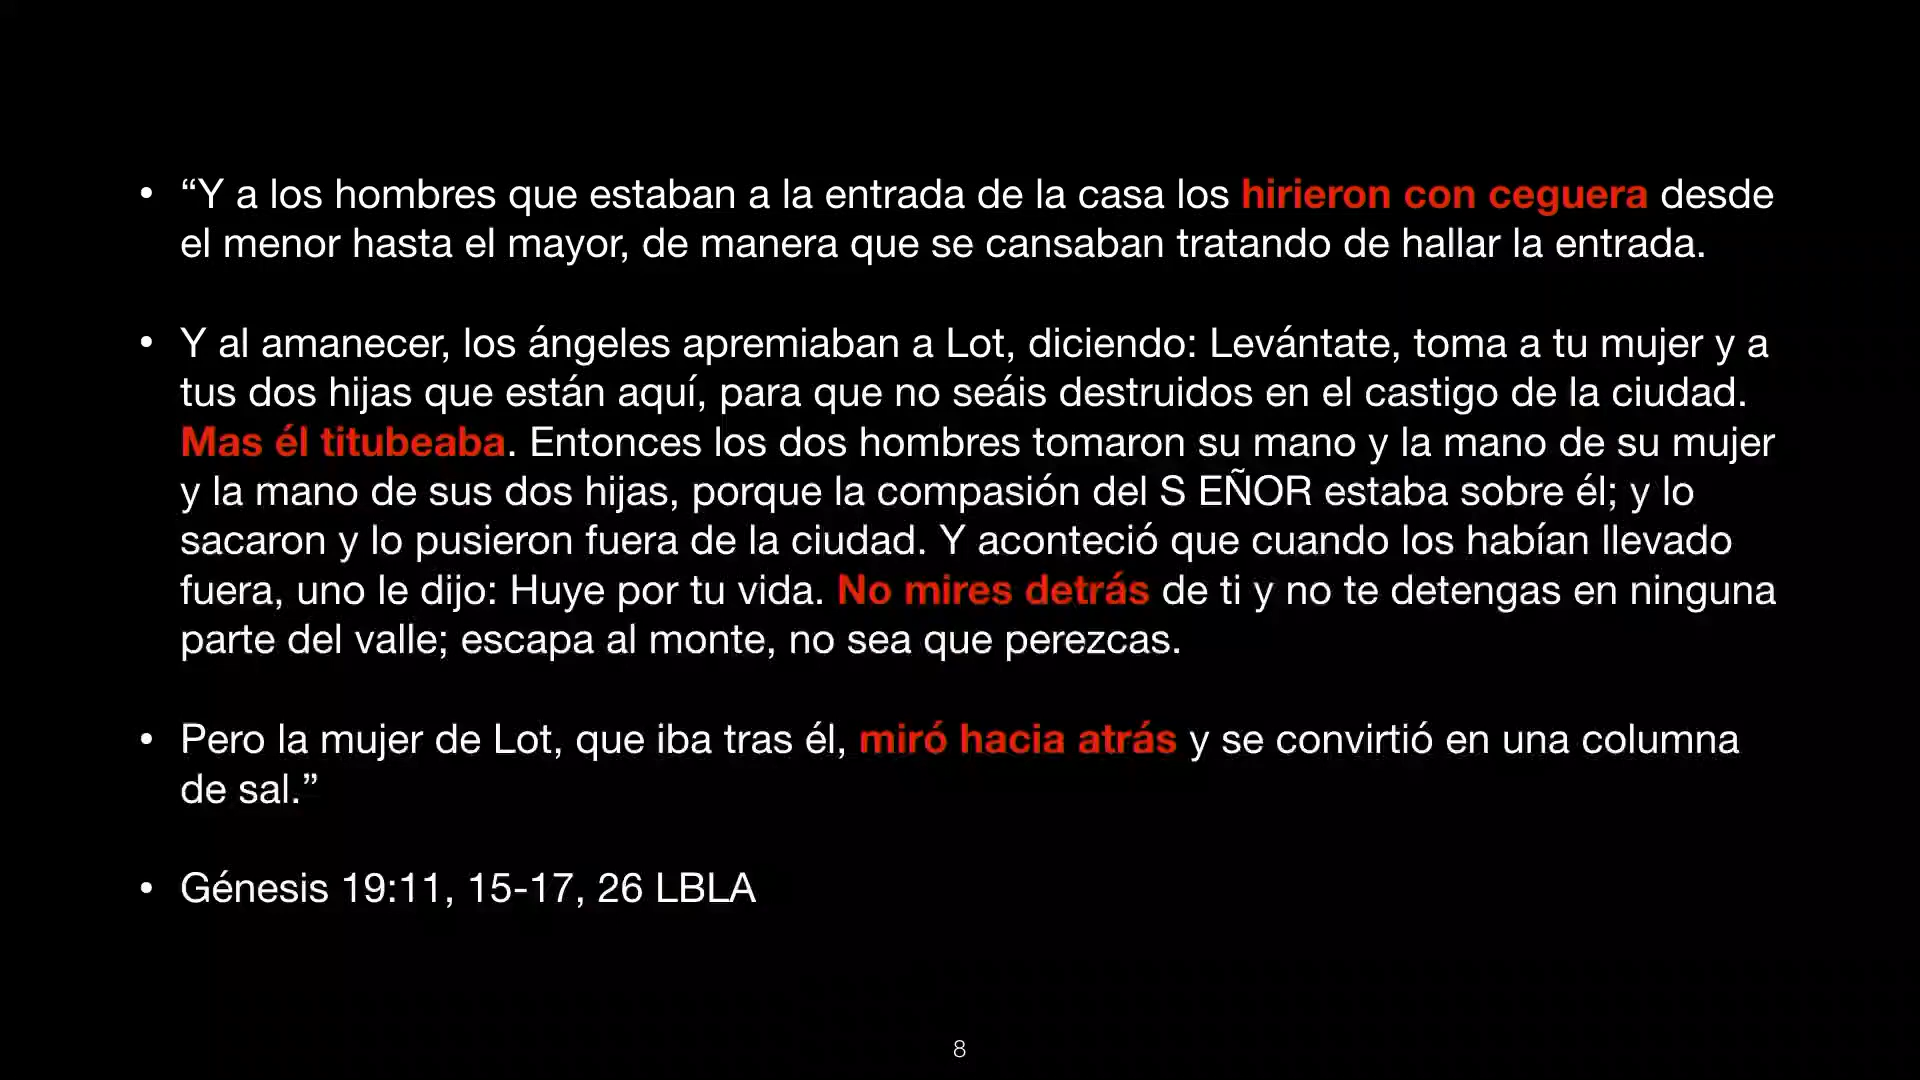 • “Y a los hombres que estaban a la entrada de la casa los hirieron con ceguera desde
el menor hasta el mayor, de manera que se cansaban tratando de hallar la entrada.
• Y al amanecer, los ángeles apremiaban a Lot, diciendo: Levántate, toma a tu mujer y a
tus dos hijas que están aquí, para que no seáis destruidos en el castigo de la ciudad.
Mas él titubeaba. Entonces los dos hombres tomaron su mano y la mano de su mujer
y la mano de sus dos hijas, porque la compasión del S EÑOR estaba sobre él; y lo
sacaron y lo pusieron fuera de la ciudad. Y aconteció que cuando los habían llevado
fuera, uno le dijo: Huye por tu vida. No mires detrás de ti y no te detengas en ninguna
parte del valle; escapa al monte, no sea que perezcas.
• Pero la mujer de Lot, que iba tras él, miró hacia atrás y se convirtió en una columna
de sal.”
• Génesis 19:11, 15-17, 26 LBLA
8